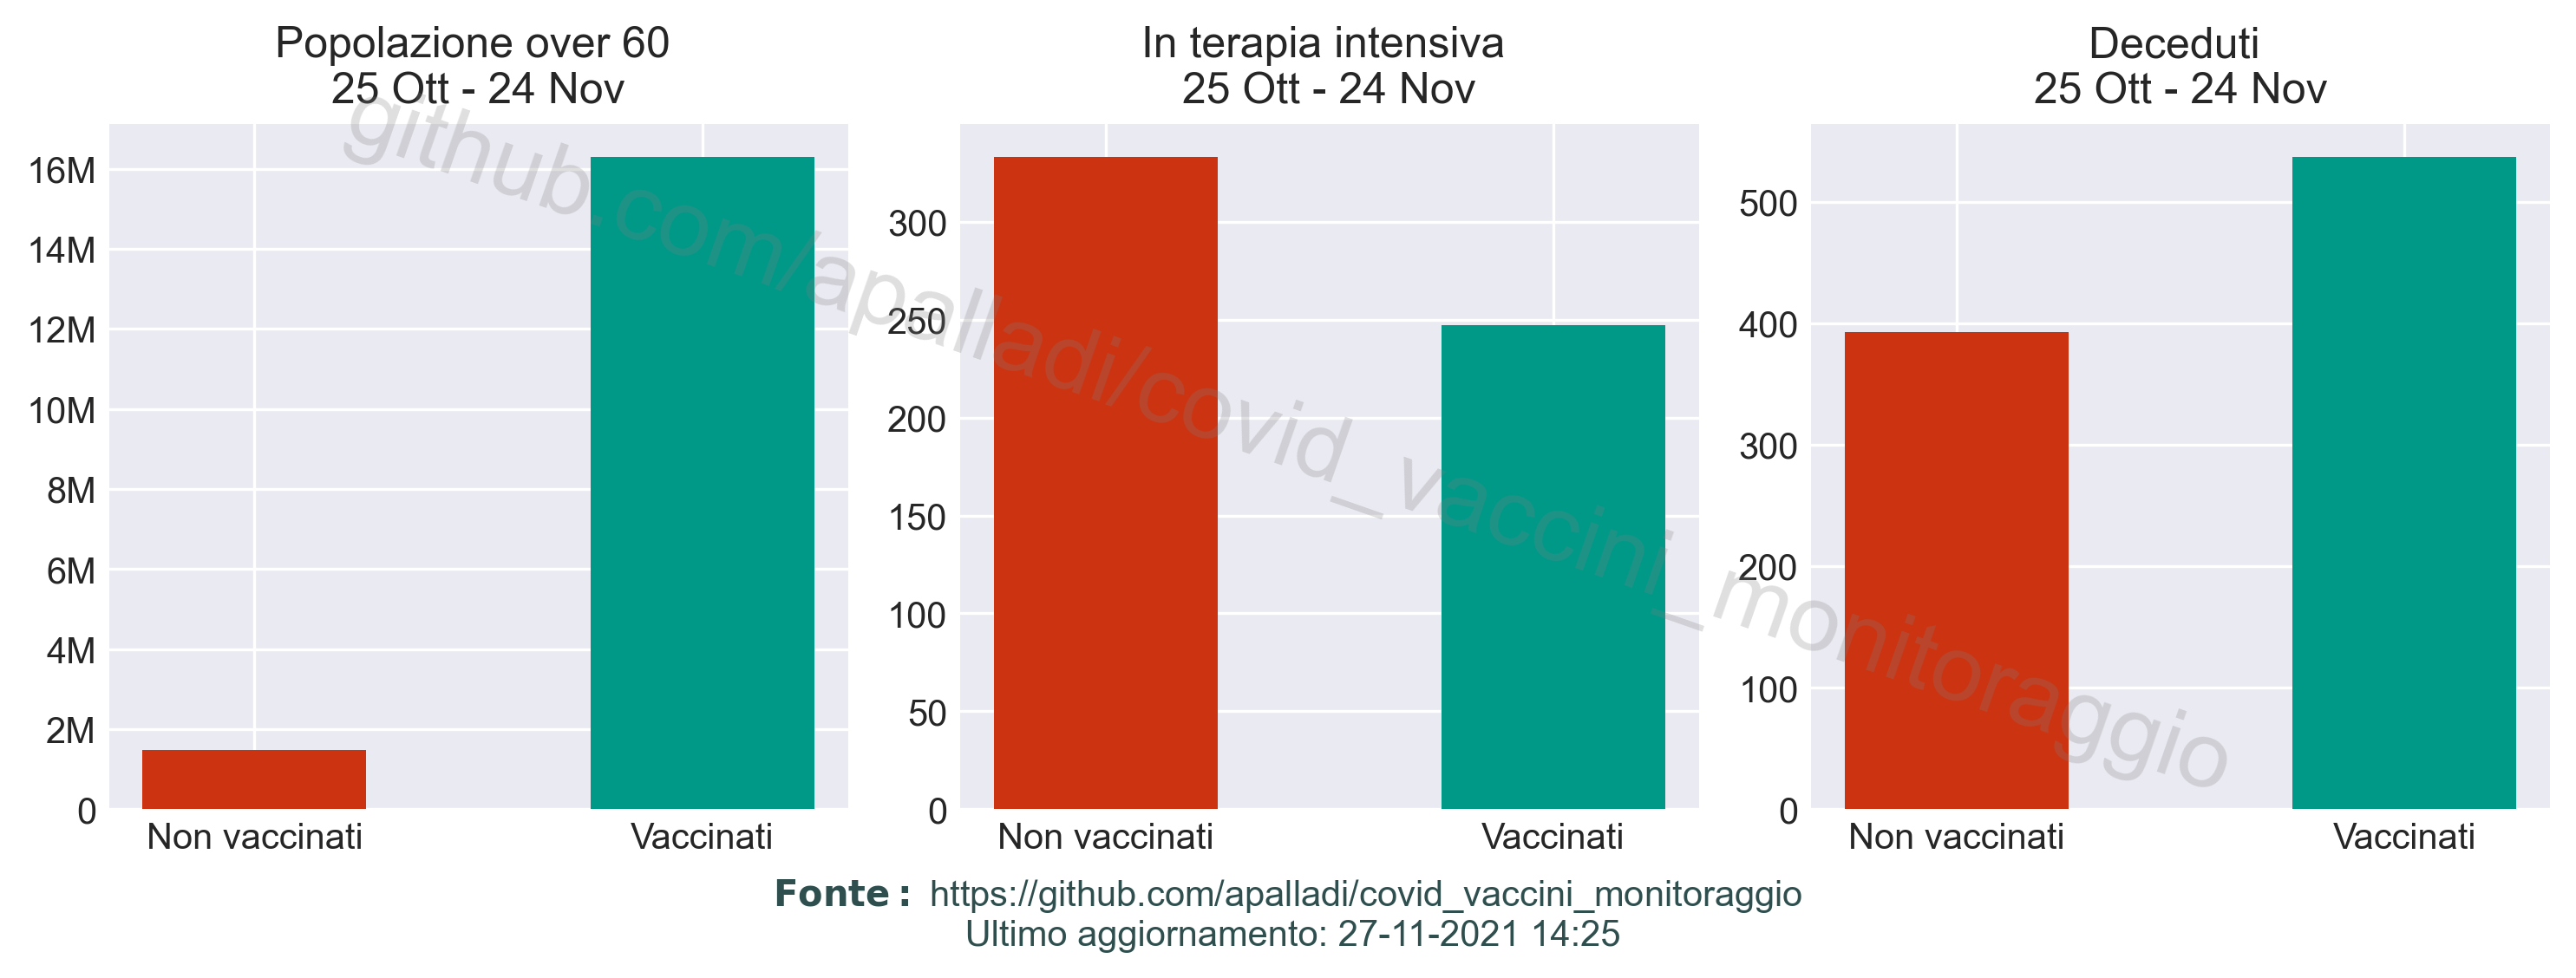 Popolazione over 60
25 Ott - 24 Nov
16M
14M
12M
10M
8M
6M
4M
2M
0
Non vaccinati
Vaccinati
In terapia intensiva
25 Ott - 24 Nov
300
250
200
150
100
50
0
Non vaccinati
Vaccinati
Deceduti
25 Ott - 24 Nov
500
400
300
200
100
0
Non vaccinati
Vaccinati
github.com/apalladi/covid_vaccini_monitoraggio
Fonte: https://github.com/apalladi/covid_vaccini_monitoraggio
Ultimo aggiornamento: 27-11-2021 14:25